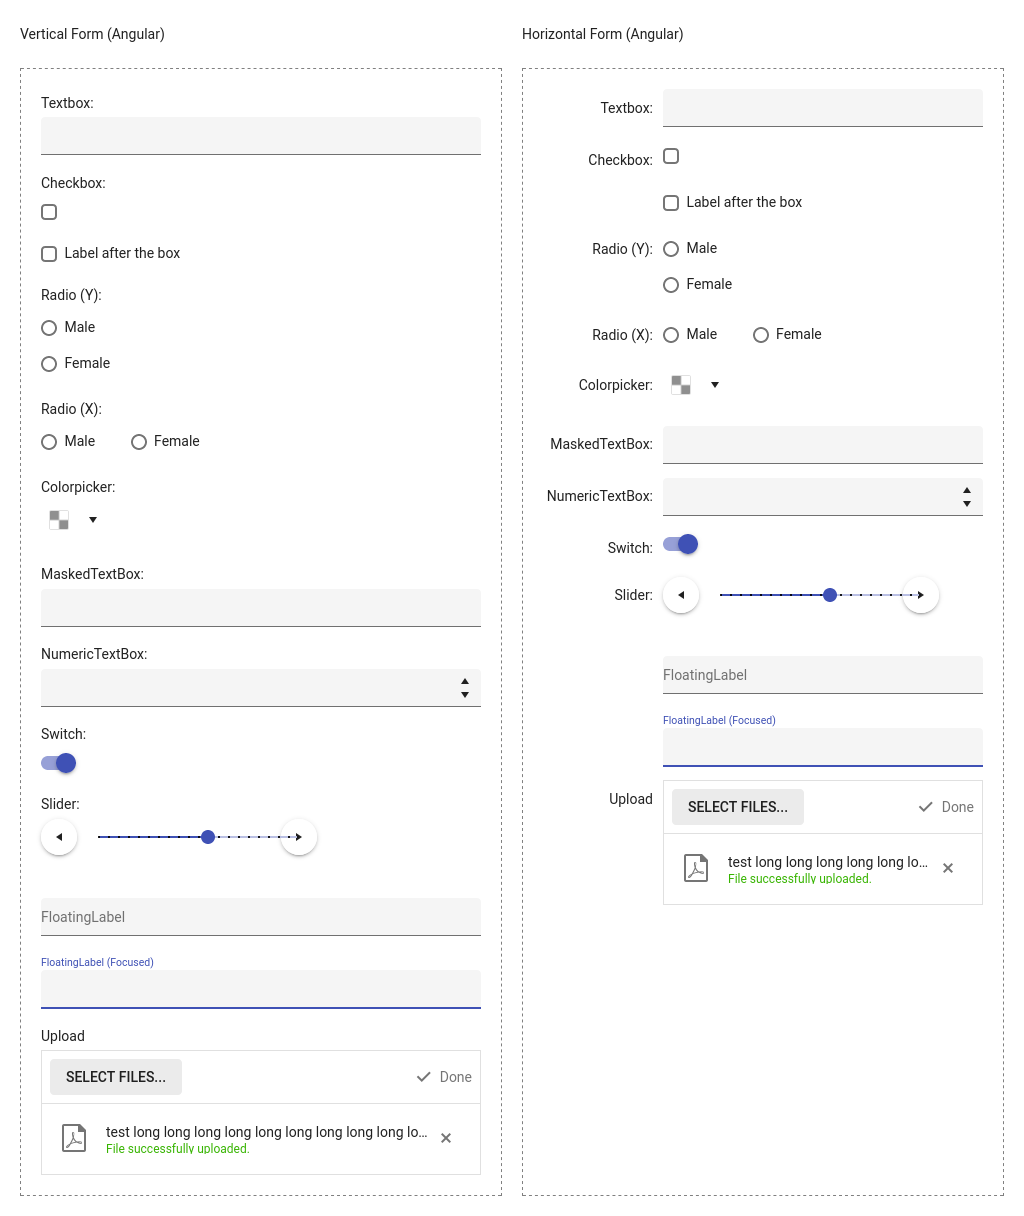 Vertical Form (Angular)
Textbox:
Checkbox:
Label after the box
Radio (Y):
Male
Female
Radio (X):
Male Female
Colorpicker:
MaskedTextBox:
NumericTextBox:
Switch:
Slider:
FloatingLabel
FloatingLabel (Focused)
Upload
SELECT FILES... Done
test long long long long long long long long long lo...
File successfully uploaded.
Horizontal Form (Angular)
Textbox:
Checkbox:
Label after the box
Radio (Y): Male
Female
Radio (X): Male Female
Colorpicker:
MaskedTextBox:
NumericTextBox:
Switch:
Slider:
FloatingLabel
FloatingLabel (Focused)
Upload SELECT FILES... Done
test long long long long long lo...
File successfully uploaded.